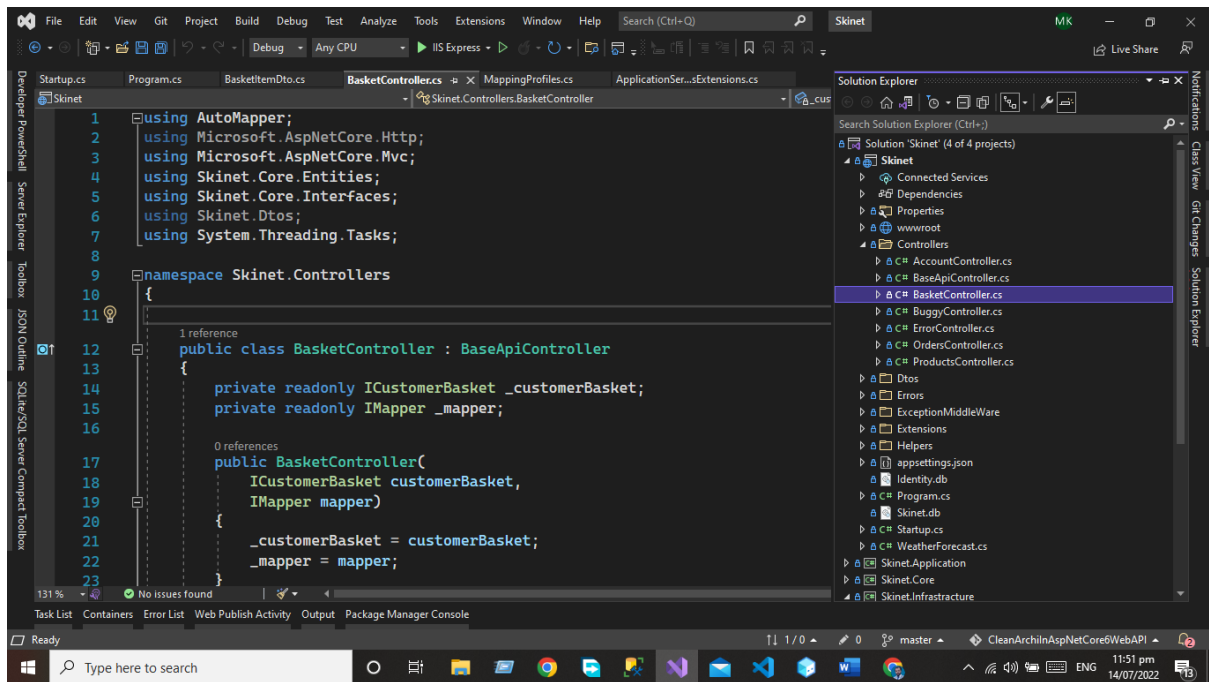 File Edit View Git Project Build Debug Test Analyze Tools Extensions Window Help Search (Ctrl+Q) Skinet MK
Debug Any CPU IIS Express Live Share
Startup.cs Program.cs BasketItemDto.cs BasketController.cs MappingProfiles.cs ApplicationSer...sExtensions.cs
Skinet Skinet.Controllers.BasketController _cus
1 using AutoMapper;
2 using Microsoft.AspNetCore.Http;
3 using Microsoft.AspNetCore.Mvc;
4 using Skinet.Core.Entities;
5 using Skinet.Core.Interfaces;
6 using Skinet.Dtos;
7 using System.Threading.Tasks;
8
9 namespace Skinet.Controllers
10 {
11
1 reference
12 public class BasketController : BaseApiController
13 {
14 private readonly ICustomerBasket _customerBasket;
15 private readonly IMapper _mapper;
16
0 references
17 public BasketController(
18 ICustomerBasket customerBasket,
19 IMapper mapper)
20 {
21 _customerBasket = customerBasket;
22 _mapper = mapper;
23 }
131 % No issues found
Task List Containers Error List Web Publish Activity Output Package Manager Console
Developer PowerShell
Server Explorer
Toolbox
JSON Outline
SQLite/SQL Server Compact Toolbox
Solution Explorer
Search Solution Explorer (Ctrl+;)
Solution 'Skinet' (4 of 4 projects)
Skinet
Connected Services
Dependencies
Properties
wwwroot
Controllers
C# AccountController.cs
C# BaseApiController.cs
C# BasketController.cs
C# BuggyController.cs
C# ErrorController.cs
C# OrdersController.cs
C# ProductsController.cs
Dtos
Errors
ExceptionMiddleWare
Extensions
Helpers
appsettings.json
Identity.db
C# Program.cs
Skinet.db
C# Startup.cs
C# WeatherForecast.cs
C# Skinet.Application
C# Skinet.Core
C# Skinet.Infrastracture
Notifications
Class View
Git Changes
Solution Explorer
Ready 1 / 0 0 master CleanArchiInAspNetCore6WebAPI 2
Type here to search ENG 11:51 pm
14/07/2022 13